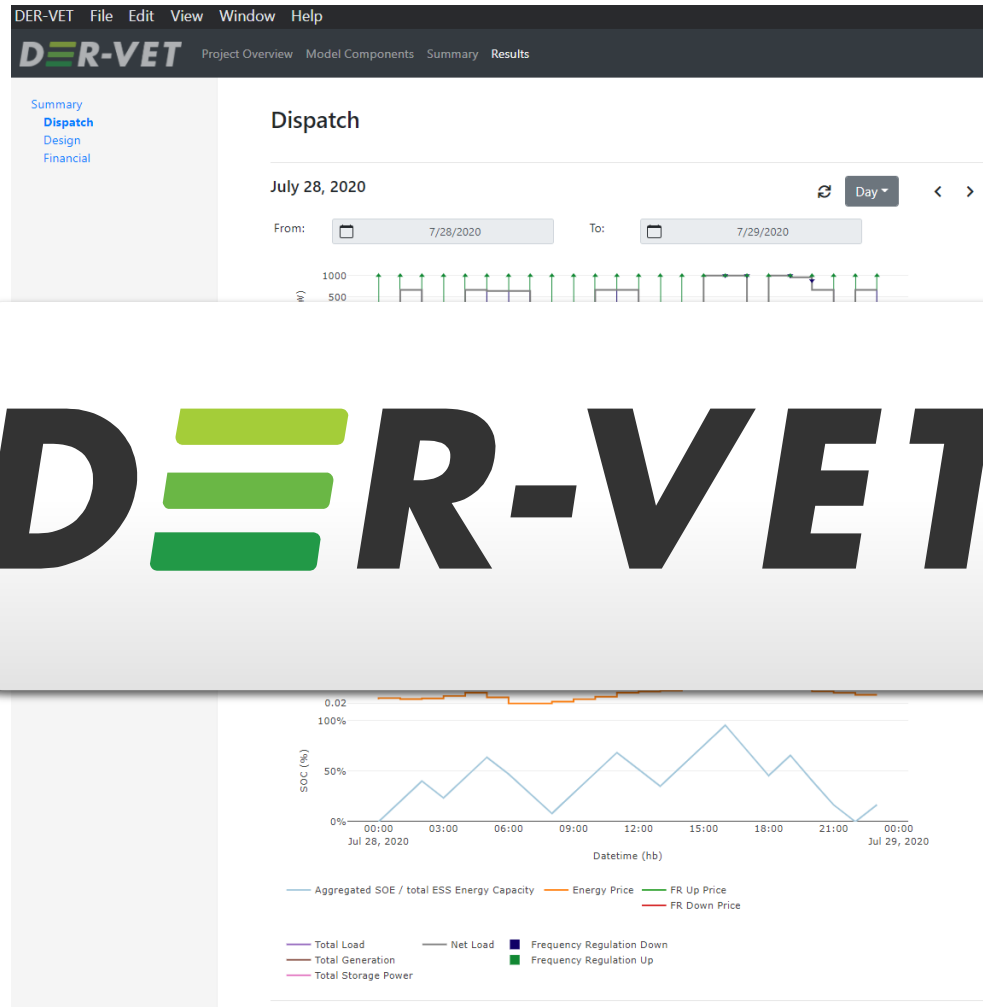 DER-VET File Edit View Window Help
DER-VET Project Overview Model Components Summary Results
Summary
Dispatch
Design
Financial
Dispatch
July 28, 2020
Day
From: 7/28/2020 To: 7/29/2020
1000
500
DER-VET
0.02
100%
SOC (%)
50%
0%
00:00 03:00 06:00 09:00 12:00 15:00 18:00 21:00 00:00
Jul 28, 2020 Jul 29, 2020
Datetime (hb)
Aggregated SOE / total ESS Energy Capacity Energy Price FR Up Price
FR Down Price
Total Load Net Load Frequency Regulation Down
Total Generation Frequency Regulation Up
Total Storage Power